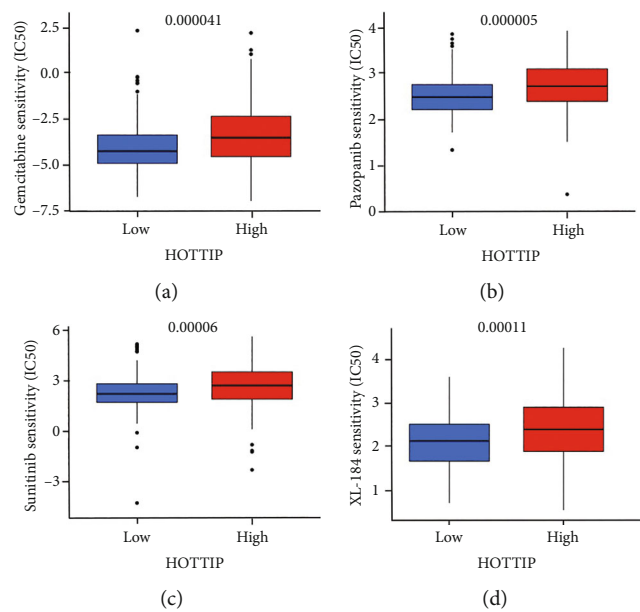 0.000041
Gemcitabine sensitivity (IC50)
2.5
0.0
−2.5
−5.0
−7.5
Low
High
HOTTIP
(a)
0.000005
Pazopanib sensitivity (IC50)
4
3
2
1
0
Low
High
HOTTIP
(b)
0.00006
Sunitinib sensitivity (IC50)
6
3
0
−3
Low
High
HOTTIP
(c)
0.00011
XL-184 sensitivity (IC50)
4
3
2
1
Low
High
HOTTIP
(d)